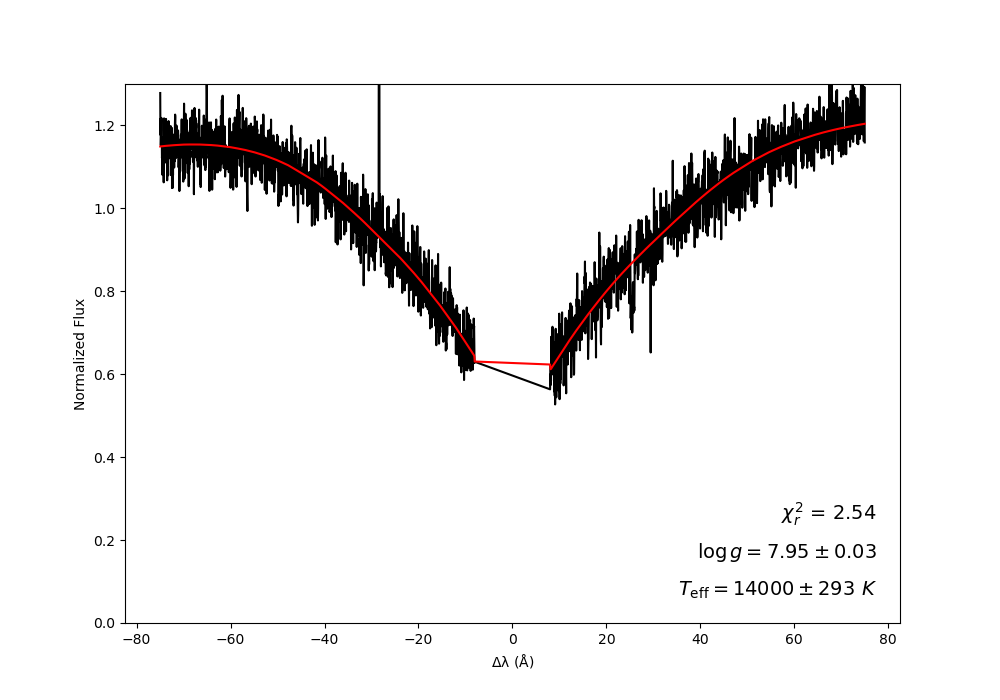 1.2
1.0
0.8
0.6
0.4
0.2
0.0
Normalized Flux
χ²ᵣ = 2.54
log g = 7.95 ± 0.03
T_eff = 14000 ± 293 K
−80 −60 −40 −20 0 20 40 60 80
Δλ (Å)